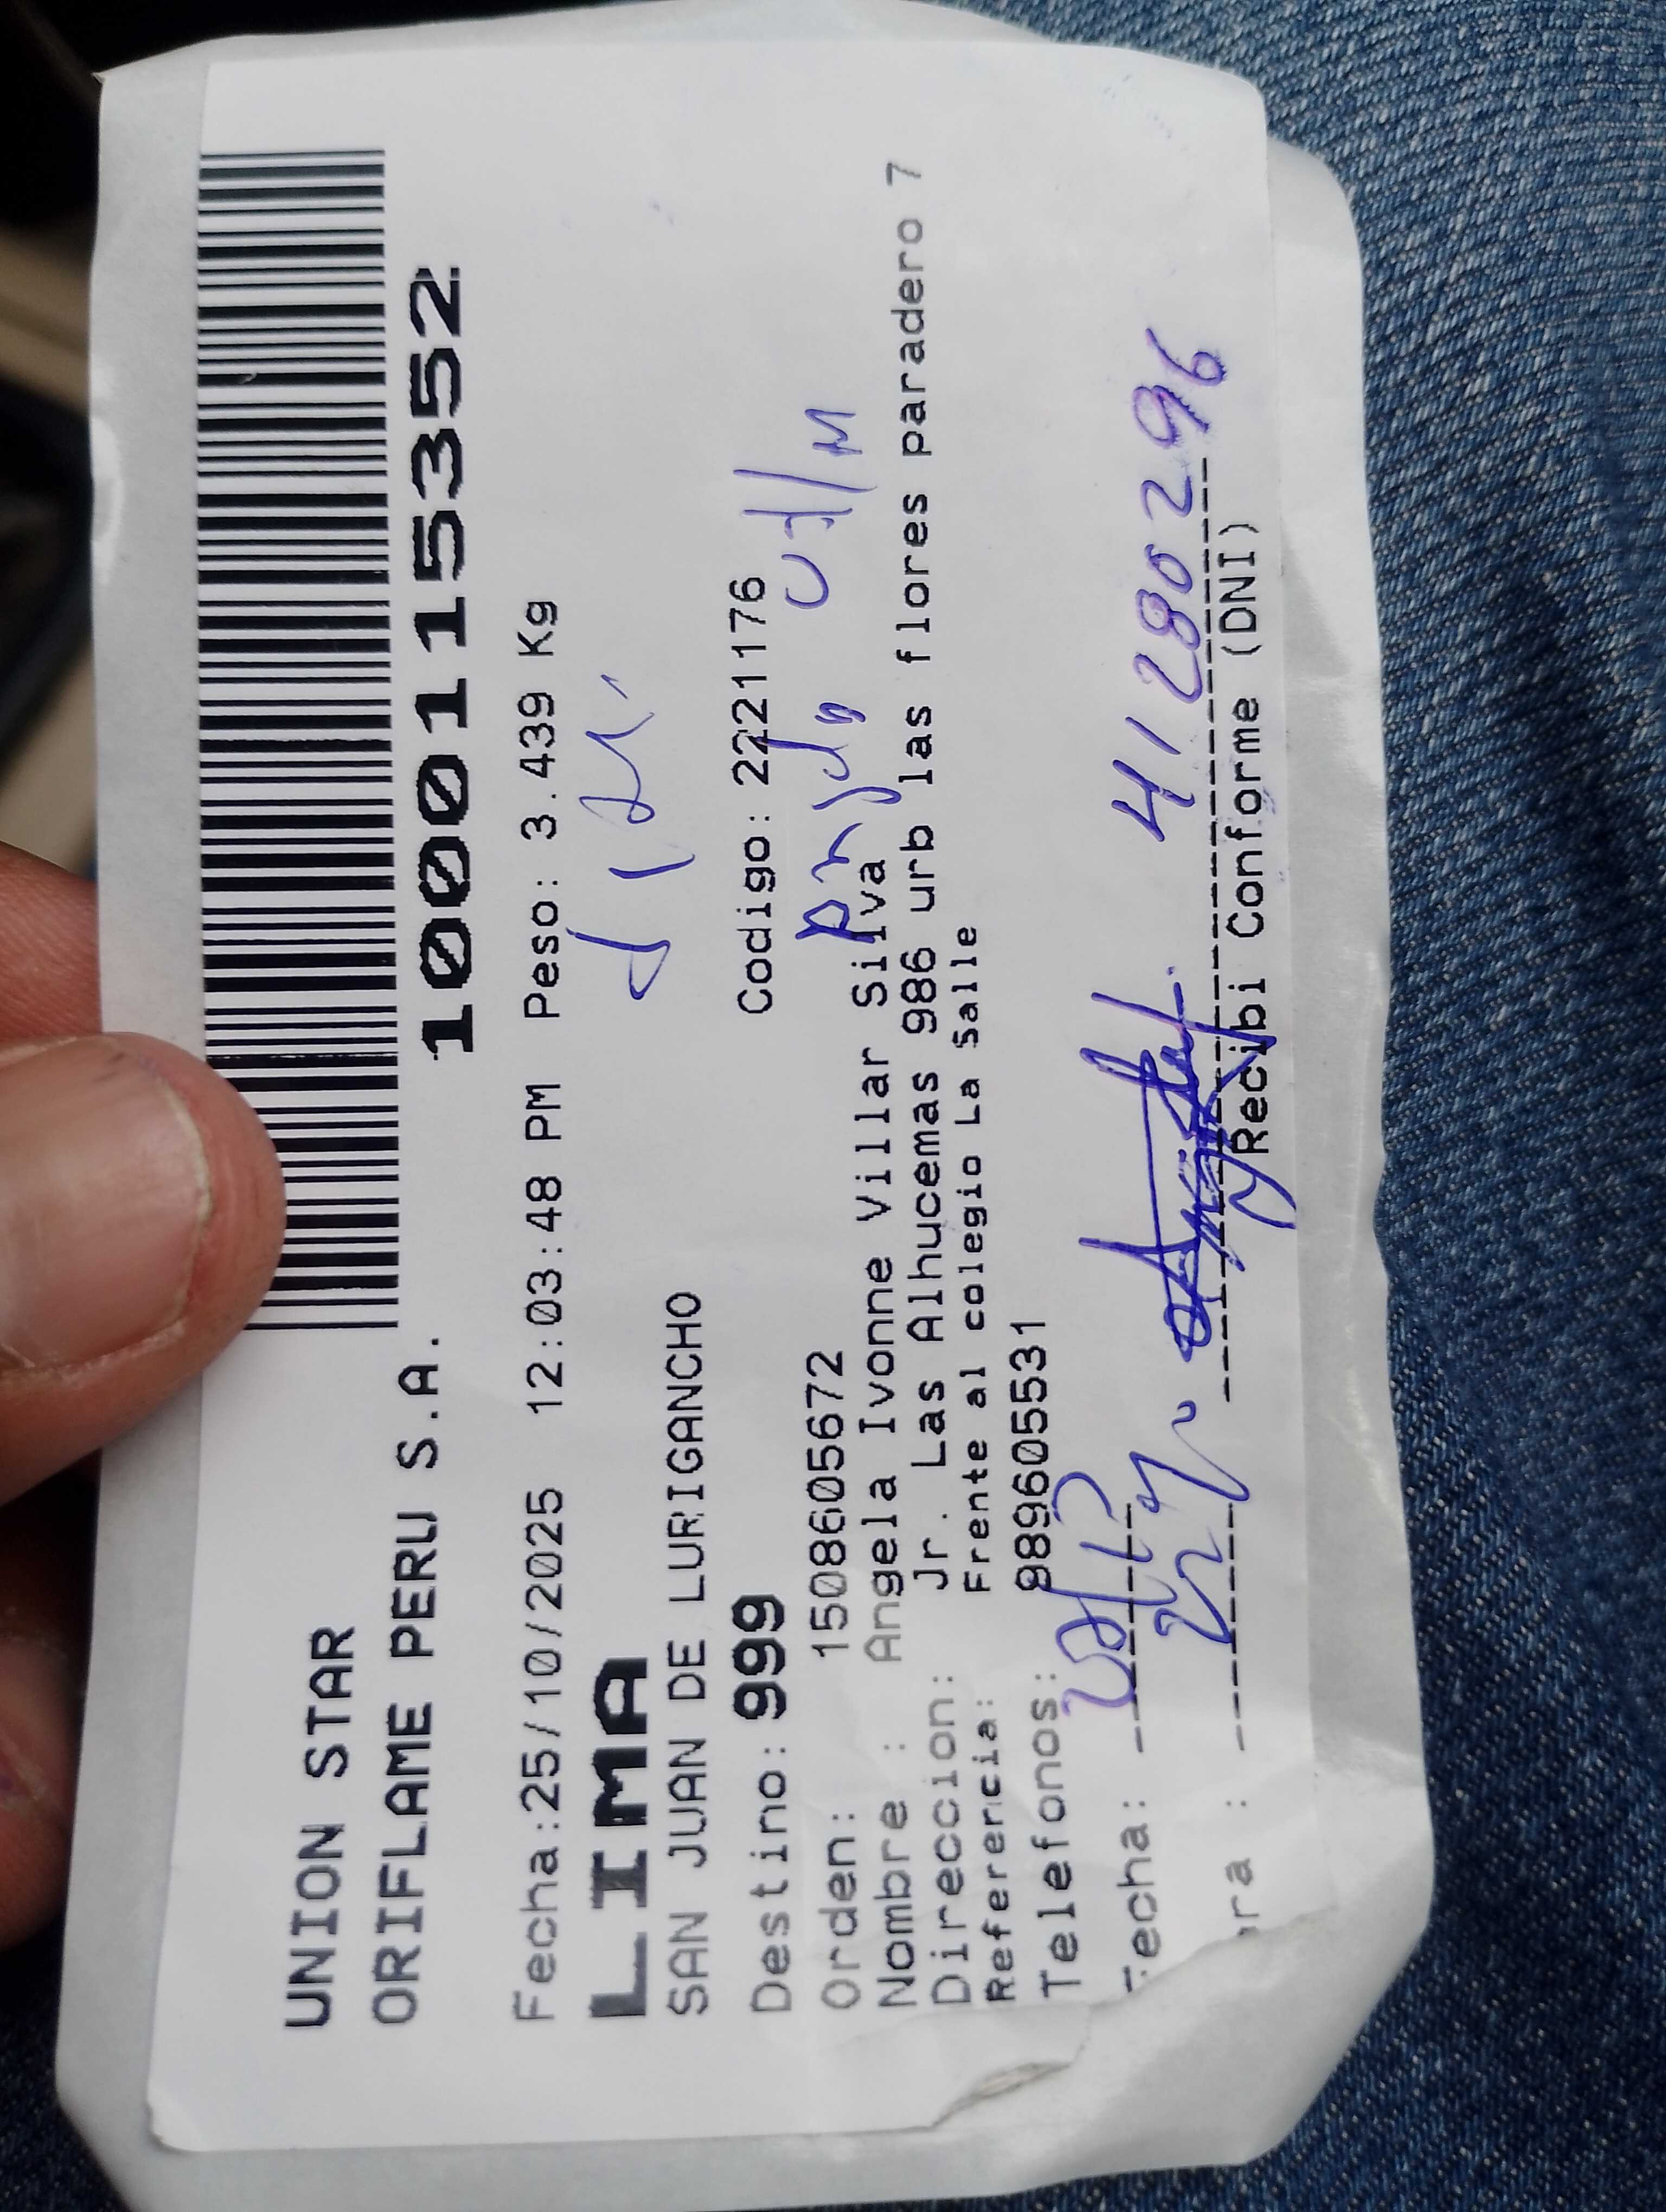 UNION STAR
ORIFLAME PERU S.A.
1000115352
Fecha:25/10/2025 12:03:48 PM Peso: 3.439 Kg
LIMA
SAN JUAN DE LURIGANCHO
Destino: 999 Codigo: 2221176
Orden: 1508605672
Nombre : Angela Ivonne Villar Silva
Direccion: Jr. Las Alhucemas 986 urb las flores paradero 7
Referencia: Frente al colegio La Salle
Telefonos: 989605531
Fecha:
ora :
41280296
Recibi Conforme (DNI)